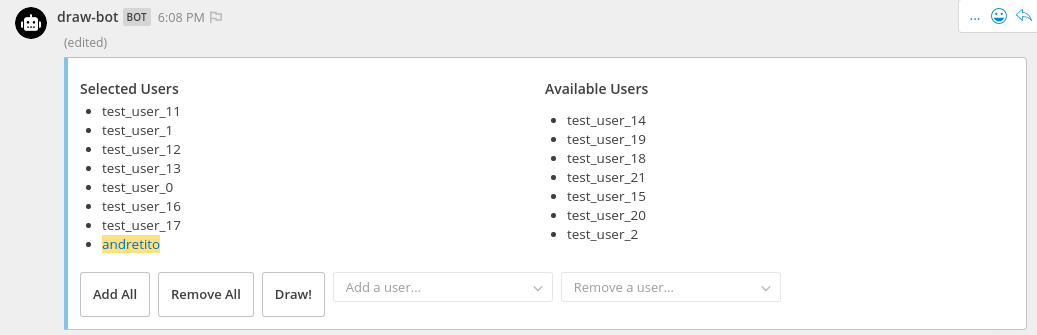 draw-bot BOT 6:08 PM
...
(edited)
Selected Users
test_user_11
test_user_1
test_user_12
test_user_13
test_user_0
test_user_16
test_user_17
andretito
Available Users
test_user_14
test_user_19
test_user_18
test_user_21
test_user_15
test_user_20
test_user_2
Add All
Remove All
Draw!
Add a user...
Remove a user...